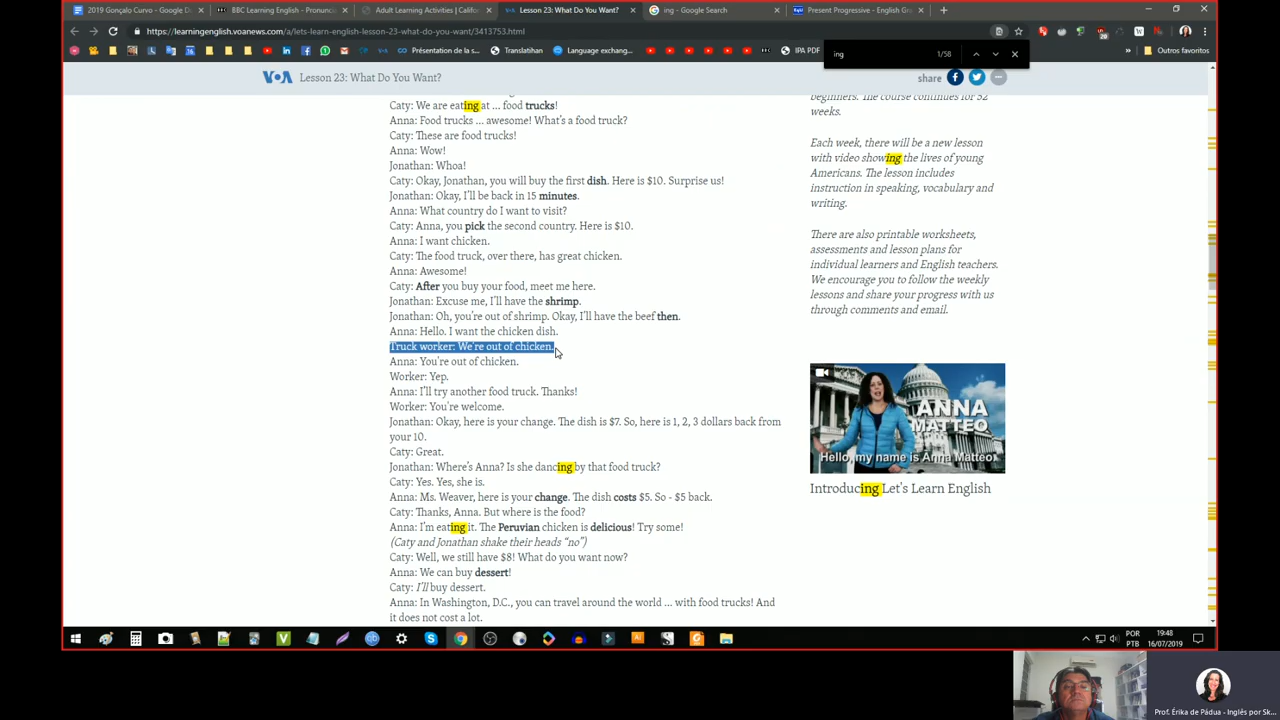 2019 Gonçalo Curvo - Google D
BBC Learning English - Pronunci
Adult Learning Activities | Califor
Lesson 23: What Do You Want?
ing - Google Search
Present Progressive - English Gr
https://learningenglish.voanews.com/a/lets-learn-english-lesson-23-what-do-you-want/3413753.html
Présentation de la s...
Translatihan
Language exchang...
IPA PDF
Outros favoritos
ing
1/58
VOA
Lesson 23: What Do You Want?
share
Caty: We are eating at ... food trucks!
Anna: Food trucks ... awesome! What's a food truck?
Caty: These are food trucks!
Anna: Wow!
Jonathan: Whoa!
Caty: Okay, Jonathan, you will buy the first dish. Here is $10. Surprise us!
Jonathan: Okay, I'll be back in 15 minutes.
Anna: What country do I want to visit?
Caty: Anna, you pick the second country. Here is $10.
Anna: I want chicken.
Caty: The food truck, over there, has great chicken.
Anna: Awesome!
Caty: After you buy your food, meet me here.
Jonathan: Excuse me, I'll have the shrimp.
Jonathan: Oh, you're out of shrimp. Okay, I'll have the beef then.
Anna: Hello. I want the chicken dish.
Truck worker: We're out of chicken.
Anna: You're out of chicken.
Worker: Yep.
Anna: I'll try another food truck. Thanks!
Worker: You're welcome.
Jonathan: Okay, here is your change. The dish is $7. So, here is 1, 2, 3 dollars back from
your 10.
Caty: Great.
Jonathan: Where's Anna? Is she dancing by that food truck?
Caty: Yes. Yes, she is.
Anna: Ms. Weaver, here is your change. The dish costs $5. So - $5 back.
Caty: Thanks, Anna. But where is the food?
Anna: I'm eating it. The Peruvian chicken is delicious! Try some!
(Caty and Jonathan shake their heads “no”)
Caty: Well, we still have $8! What do you want now?
Anna: We can buy dessert!
Caty: I'll buy dessert.
Anna: In Washington, D.C., you can travel around the world ... with food trucks! And
it does not cost a lot.
beginners. The course continues for 52
weeks.
Each week, there will be a new lesson
with video showing the lives of young
Americans. The lesson includes
instruction in speaking, vocabulary and
writing.
There are also printable worksheets,
assessments and lesson plans for
individual learners and English teachers.
We encourage you to follow the weekly
lessons and share your progress with us
through comments and email.
ANNA
MATTEO
Hello, my name is Anna Matteo
Introducing Let's Learn English
POR
PTB
19:48
16/07/2019
Prof. Érika de Pádua - Inglês por Sk...